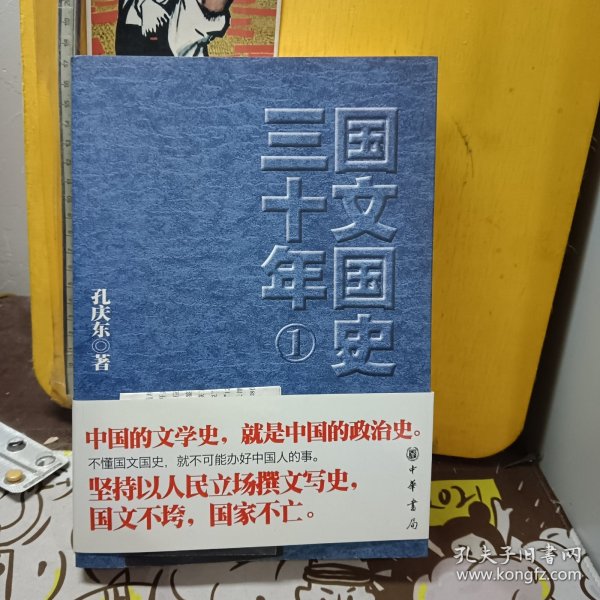 国文国史
三十年
①
孔庆东◎著
中国的文学史，就是中国的政治史。
不懂国文国史，就不可能办好中国人的事。
坚持以人民立场撰文写史，
国文不垮，国家不亡。
中華書局
孔夫子旧书网
www.kongfz.com